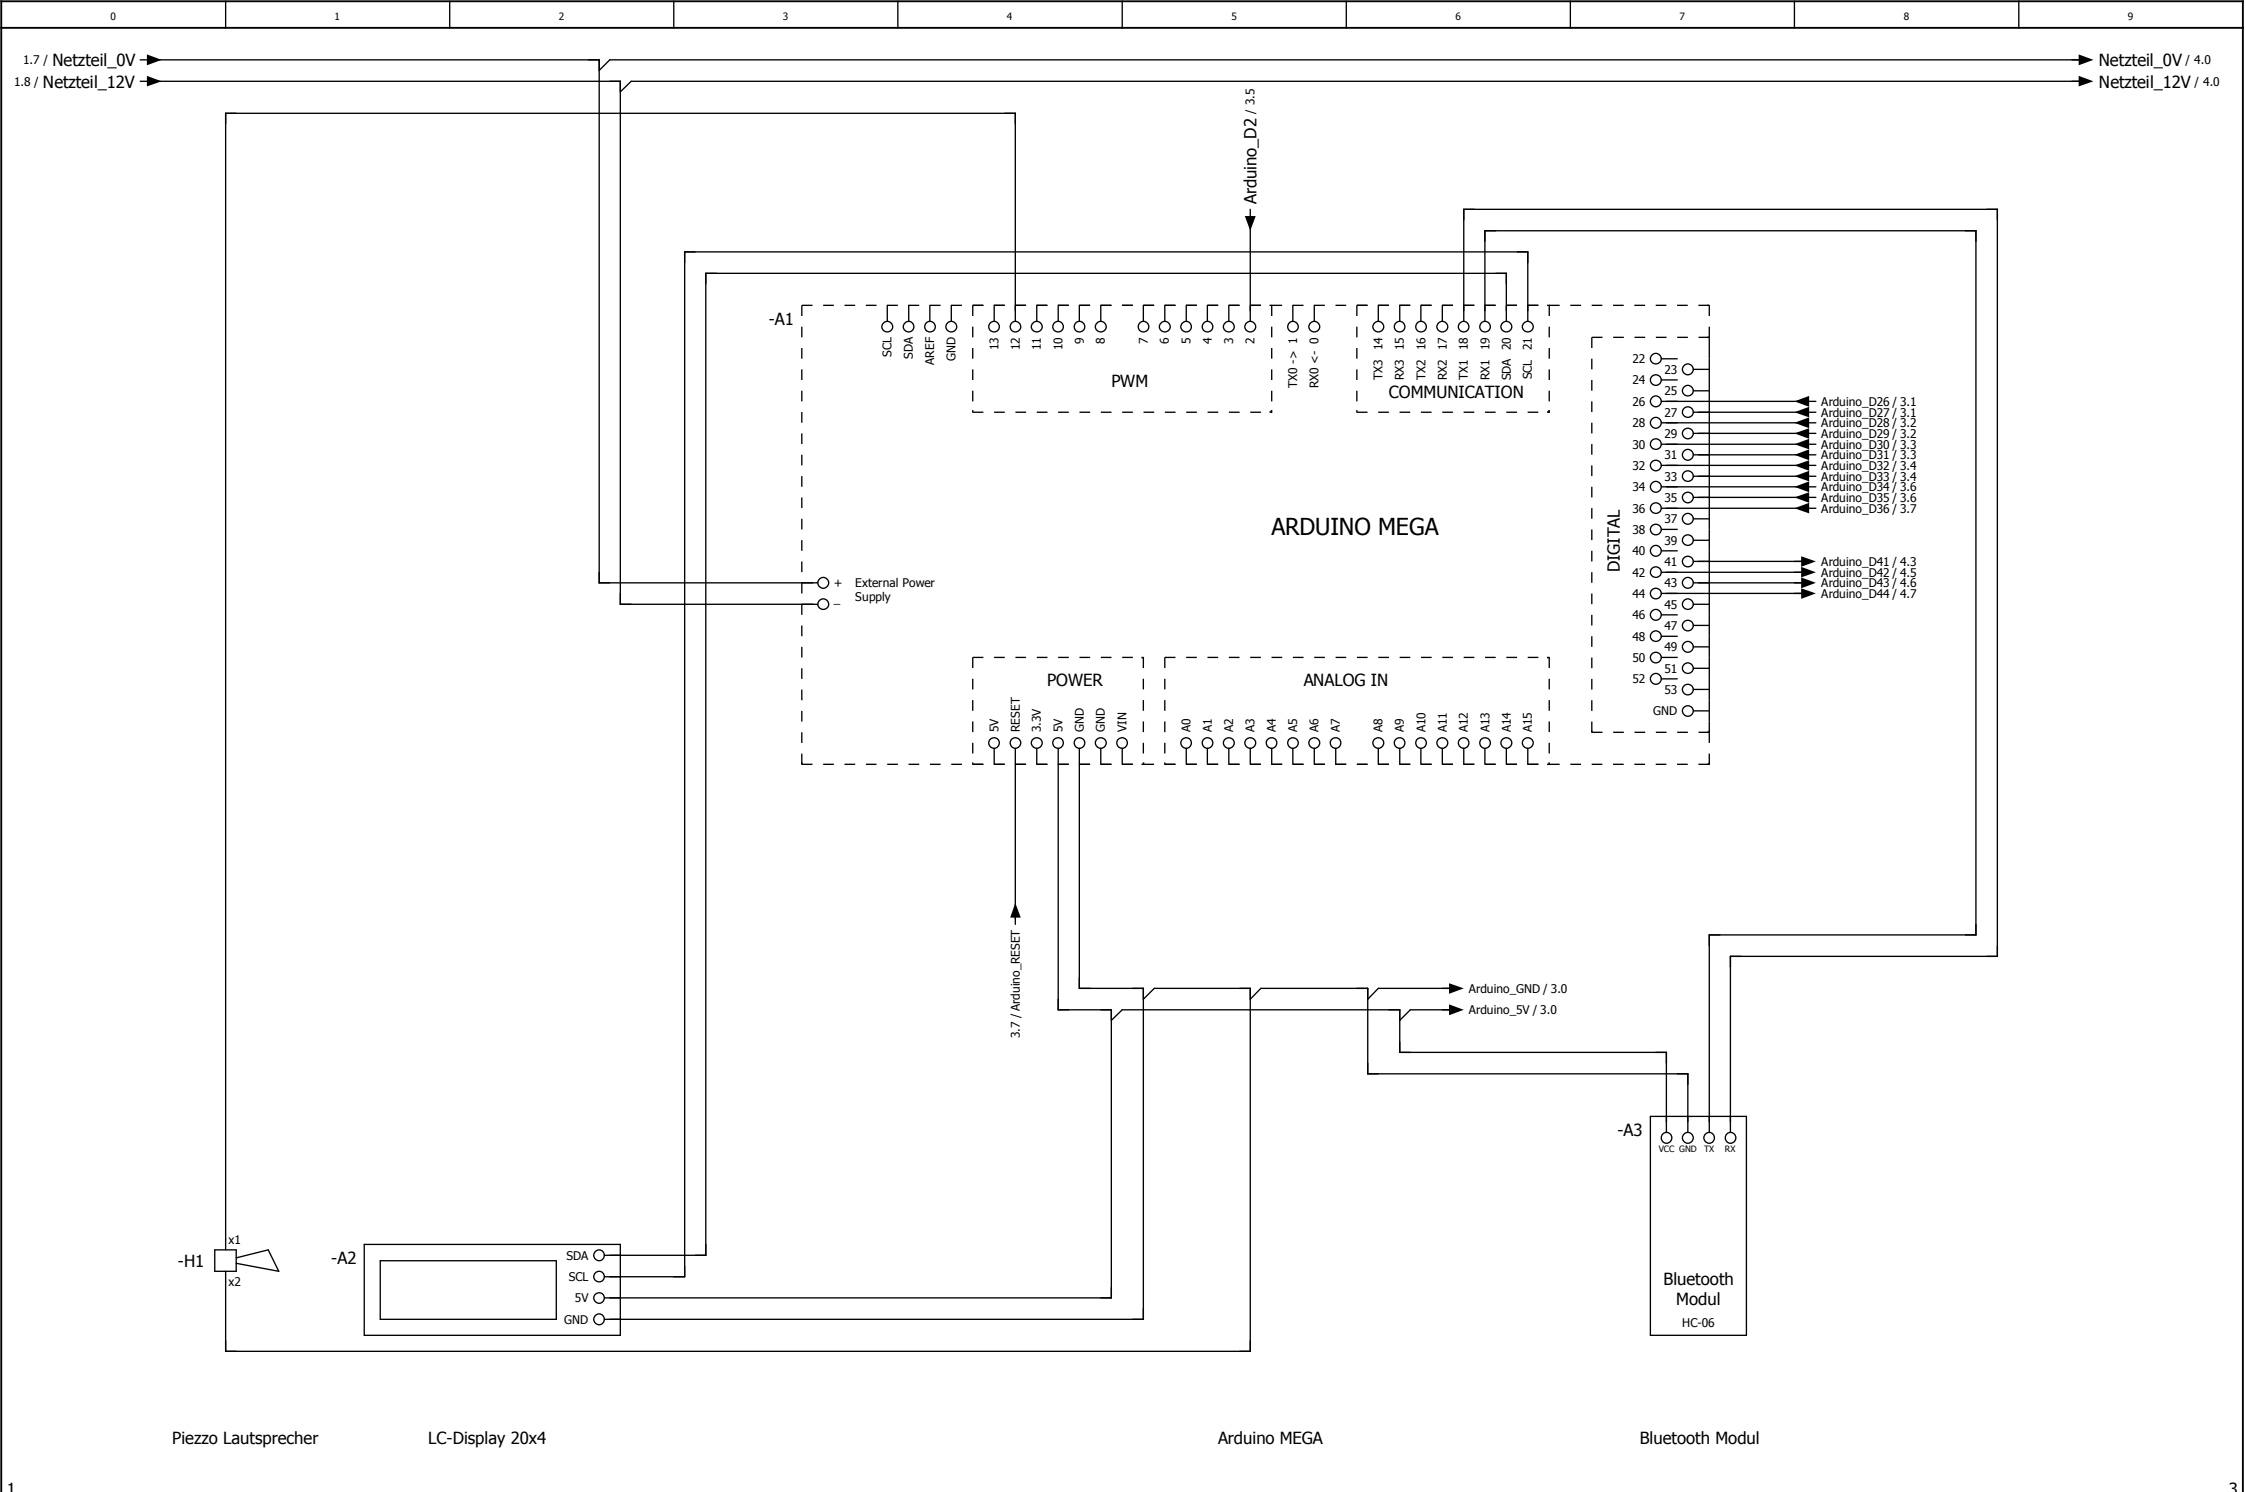 0 1 2 3 4 5 6 7 8 9
1.7 / Netzteil_0V
Netzteil_0V / 4.0
1.8 / Netzteil_12V
Netzteil_12V / 4.0
Arduino_D2 / 3.5
-A1
SCL
SDA
AREF
GND
13
12
11
10
9
8
7
6
5
4
3
2
PWM
TX0 -> 1
RX0 <- 0
TX3 14
RX3 15
TX2 16
RX2 17
TX1 18
RX1 19
SDA 20
SCL 21
COMMUNICATION
22
23
24
25
26
27
28
29
30
31
32
33
34
35
36
37
38
39
40
41
42
43
44
45
46
47
48
49
50
51
52
53
GND
DIGITAL
Arduino_D26 / 3.1
Arduino_D27 / 3.1
Arduino_D28 / 3.2
Arduino_D29 / 3.2
Arduino_D30 / 3.3
Arduino_D31 / 3.3
Arduino_D32 / 3.4
Arduino_D33 / 3.4
Arduino_D34 / 3.6
Arduino_D35 / 3.6
Arduino_D36 / 3.7
Arduino_D41 / 4.3
Arduino_D42 / 4.5
Arduino_D43 / 4.6
Arduino_D44 / 4.7
ARDUINO MEGA
+ External Power
− Supply
POWER
5V
RESET
3.3V
5V
GND
GND
VIN
ANALOG IN
A0
A1
A2
A3
A4
A5
A6
A7
A8
A9
A10
A11
A12
A13
A14
A15
3.7 / Arduino_RESET
Arduino_GND / 3.0
Arduino_5V / 3.0
-A3
VCC GND TX RX
Bluetooth
Modul
HC-06
-H1
x1
x2
-A2
SDA
SCL
5V
GND
Piezzo Lautsprecher
LC-Display 20x4
Arduino MEGA
Bluetooth Modul
1
3